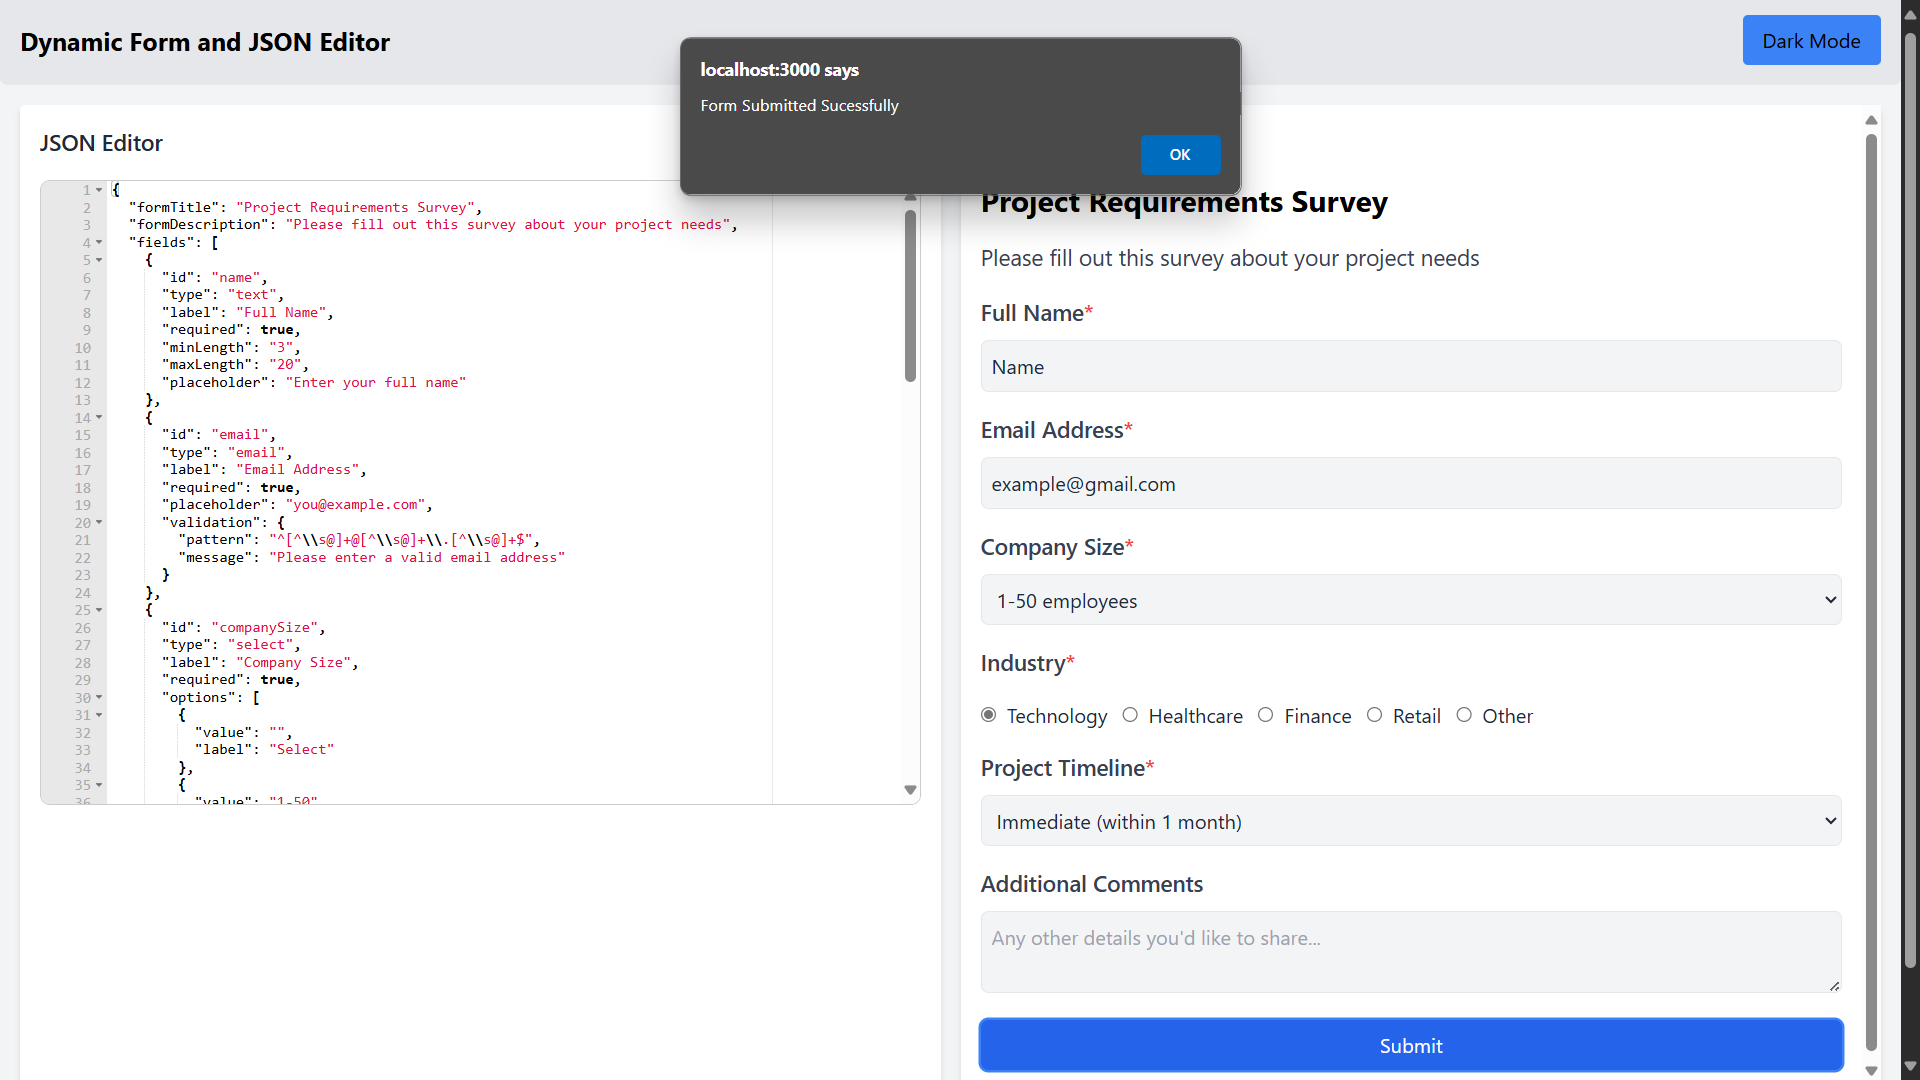 Dynamic Form and JSON Editor
Dark Mode
localhost:3000 says
Form Submitted Sucessfully
OK
JSON Editor
1 {
2 "formTitle": "Project Requirements Survey",
3 "formDescription": "Please fill out this survey about your project needs",
4 "fields": [
5 {
6 "id": "name",
7 "type": "text",
8 "label": "Full Name",
9 "required": true,
10 "minLength": "3",
11 "maxLength": "20",
12 "placeholder": "Enter your full name"
13 },
14 {
15 "id": "email",
16 "type": "email",
17 "label": "Email Address",
18 "required": true,
19 "placeholder": "you@example.com",
20 "validation": {
21 "pattern": "^[^\\s@]+@[^\\s@]+\\.[^\\s@]+$",
22 "message": "Please enter a valid email address"
23 }
24 },
25 {
26 "id": "companySize",
27 "type": "select",
28 "label": "Company Size",
29 "required": true,
30 "options": [
31 {
32 "value": "",
33 "label": "Select"
34 },
35 {
36 "value": "1-50"
Project Requirements Survey
Please fill out this survey about your project needs
Full Name*
Name
Email Address*
example@gmail.com
Company Size*
1-50 employees
Industry*
Technology Healthcare Finance Retail Other
Project Timeline*
Immediate (within 1 month)
Additional Comments
Any other details you'd like to share...
Submit